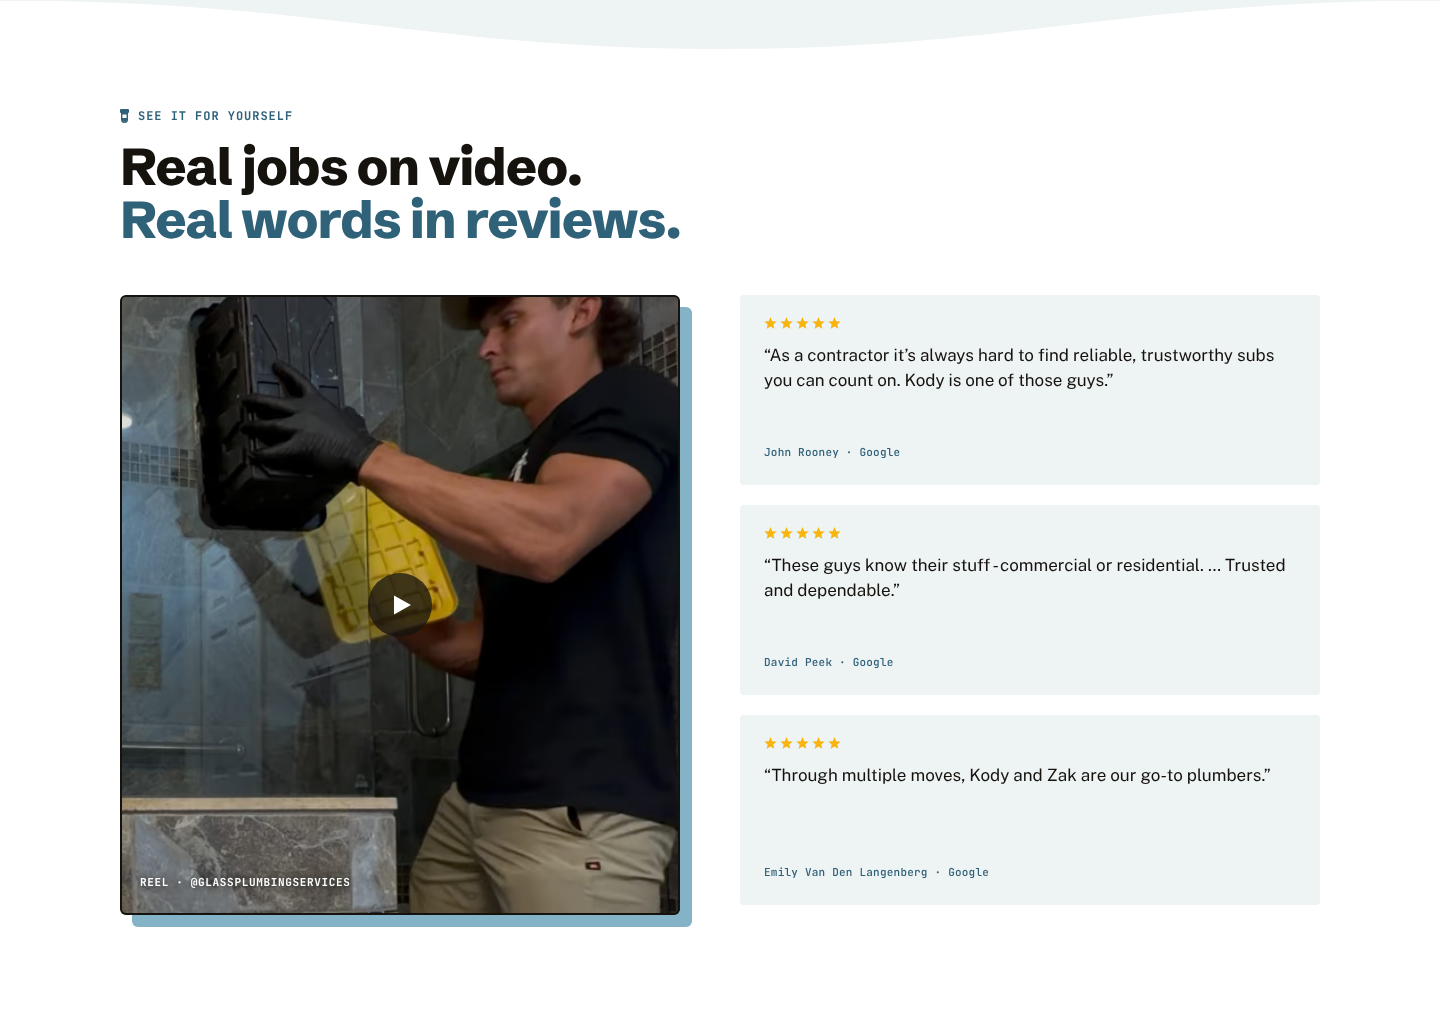 SEE IT FOR YOURSELF
Real jobs on video.
Real words in reviews.
REEL · @GLASSPLUMBINGSERVICES
“As a contractor it’s always hard to find reliable, trustworthy subs
you can count on. Kody is one of those guys.”
John Rooney · Google
“These guys know their stuff - commercial or residential. … Trusted
and dependable.”
David Peek · Google
“Through multiple moves, Kody and Zak are our go-to plumbers.”
Emily Van Den Langenberg · Google